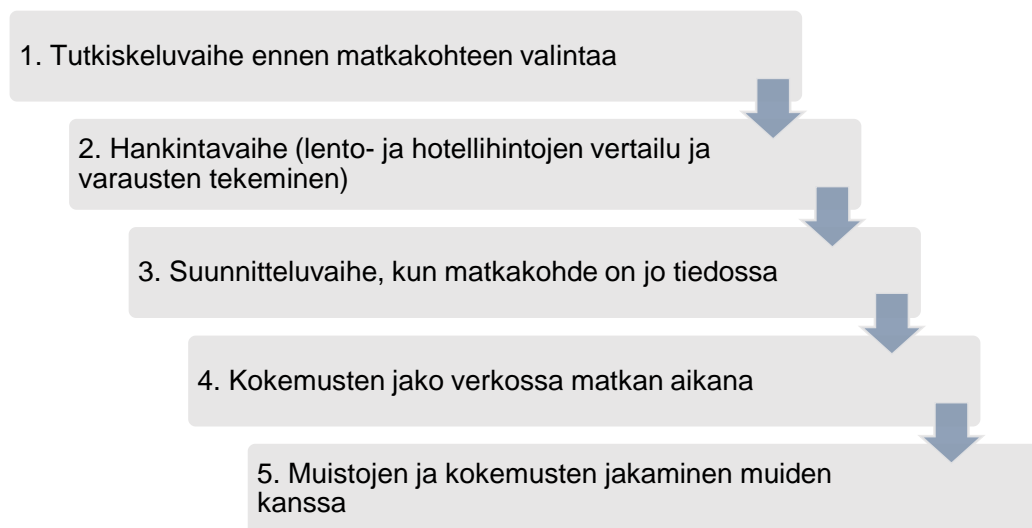 1. Tutkiskeluvaihe ennen matkakohteen valintaa
2. Hankintavaihe (lento- ja hotellihintojen vertailu ja
varausten tekeminen)
3. Suunnitteluvaihe, kun matkakohde on jo tiedossa
4. Kokemusten jako verkossa matkan aikana
5. Muistojen ja kokemusten jakaminen muiden
kanssa